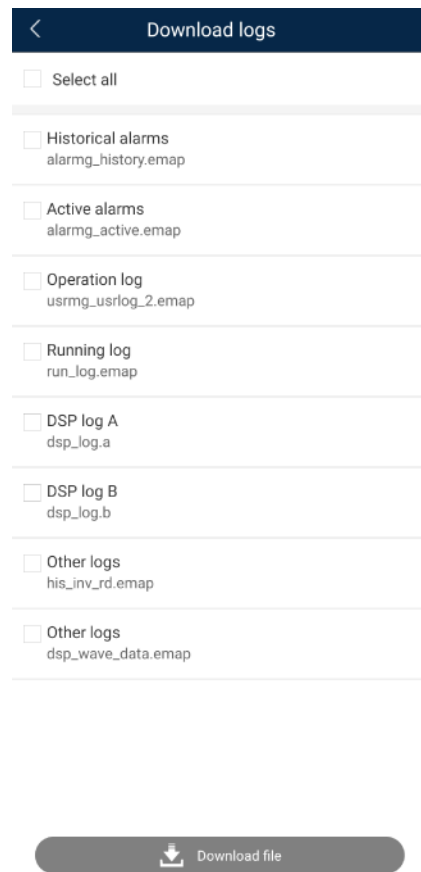 Download logs
Select all
Historical alarms
alarmg_history.emap
Active alarms
alarmg_active.emap
Operation log
usrmg_usrlog_2.emap
Running log
run_log.emap
DSP log A
dsp_log.a
DSP log B
dsp_log.b
Other logs
his_inv_rd.emap
Other logs
dsp_wave_data.emap
Download file